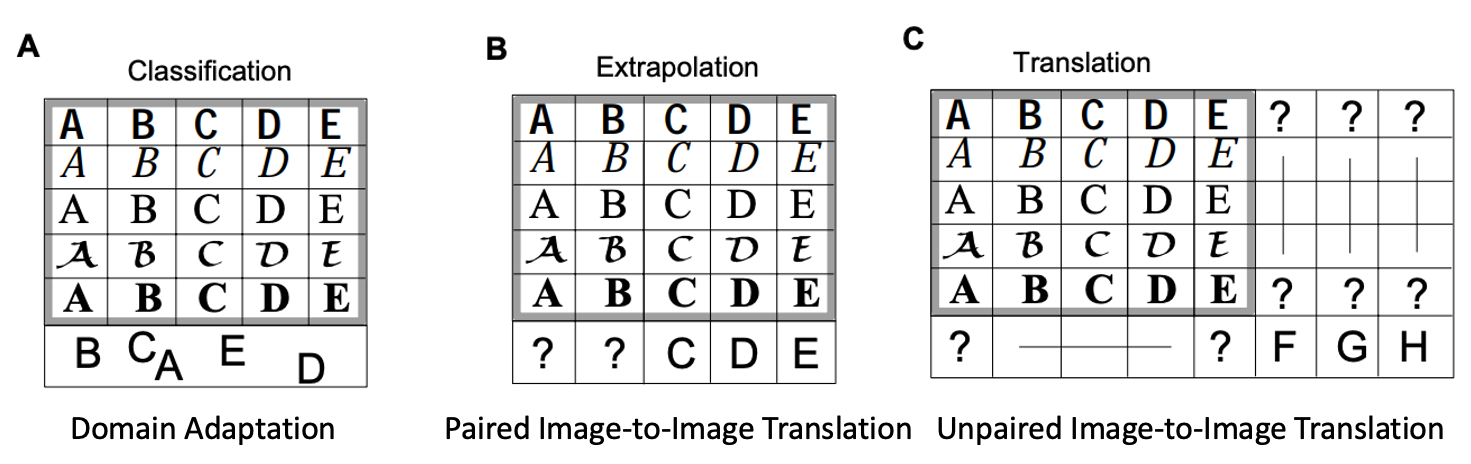 A
Classification
A B C D E
A B C D E
A B C D E
A B C D E
A B C D E
B C A E D
Domain Adaptation
B
Extrapolation
A B C D E
A B C D E
A B C D E
A B C D E
A B C D E
? ? C D E
Paired Image-to-Image Translation
C
Translation
A B C D E ? ? ?
A B C D E
A B C D E
A B C D E
A B C D E ? ? ?
? ? F G H
Unpaired Image-to-Image Translation